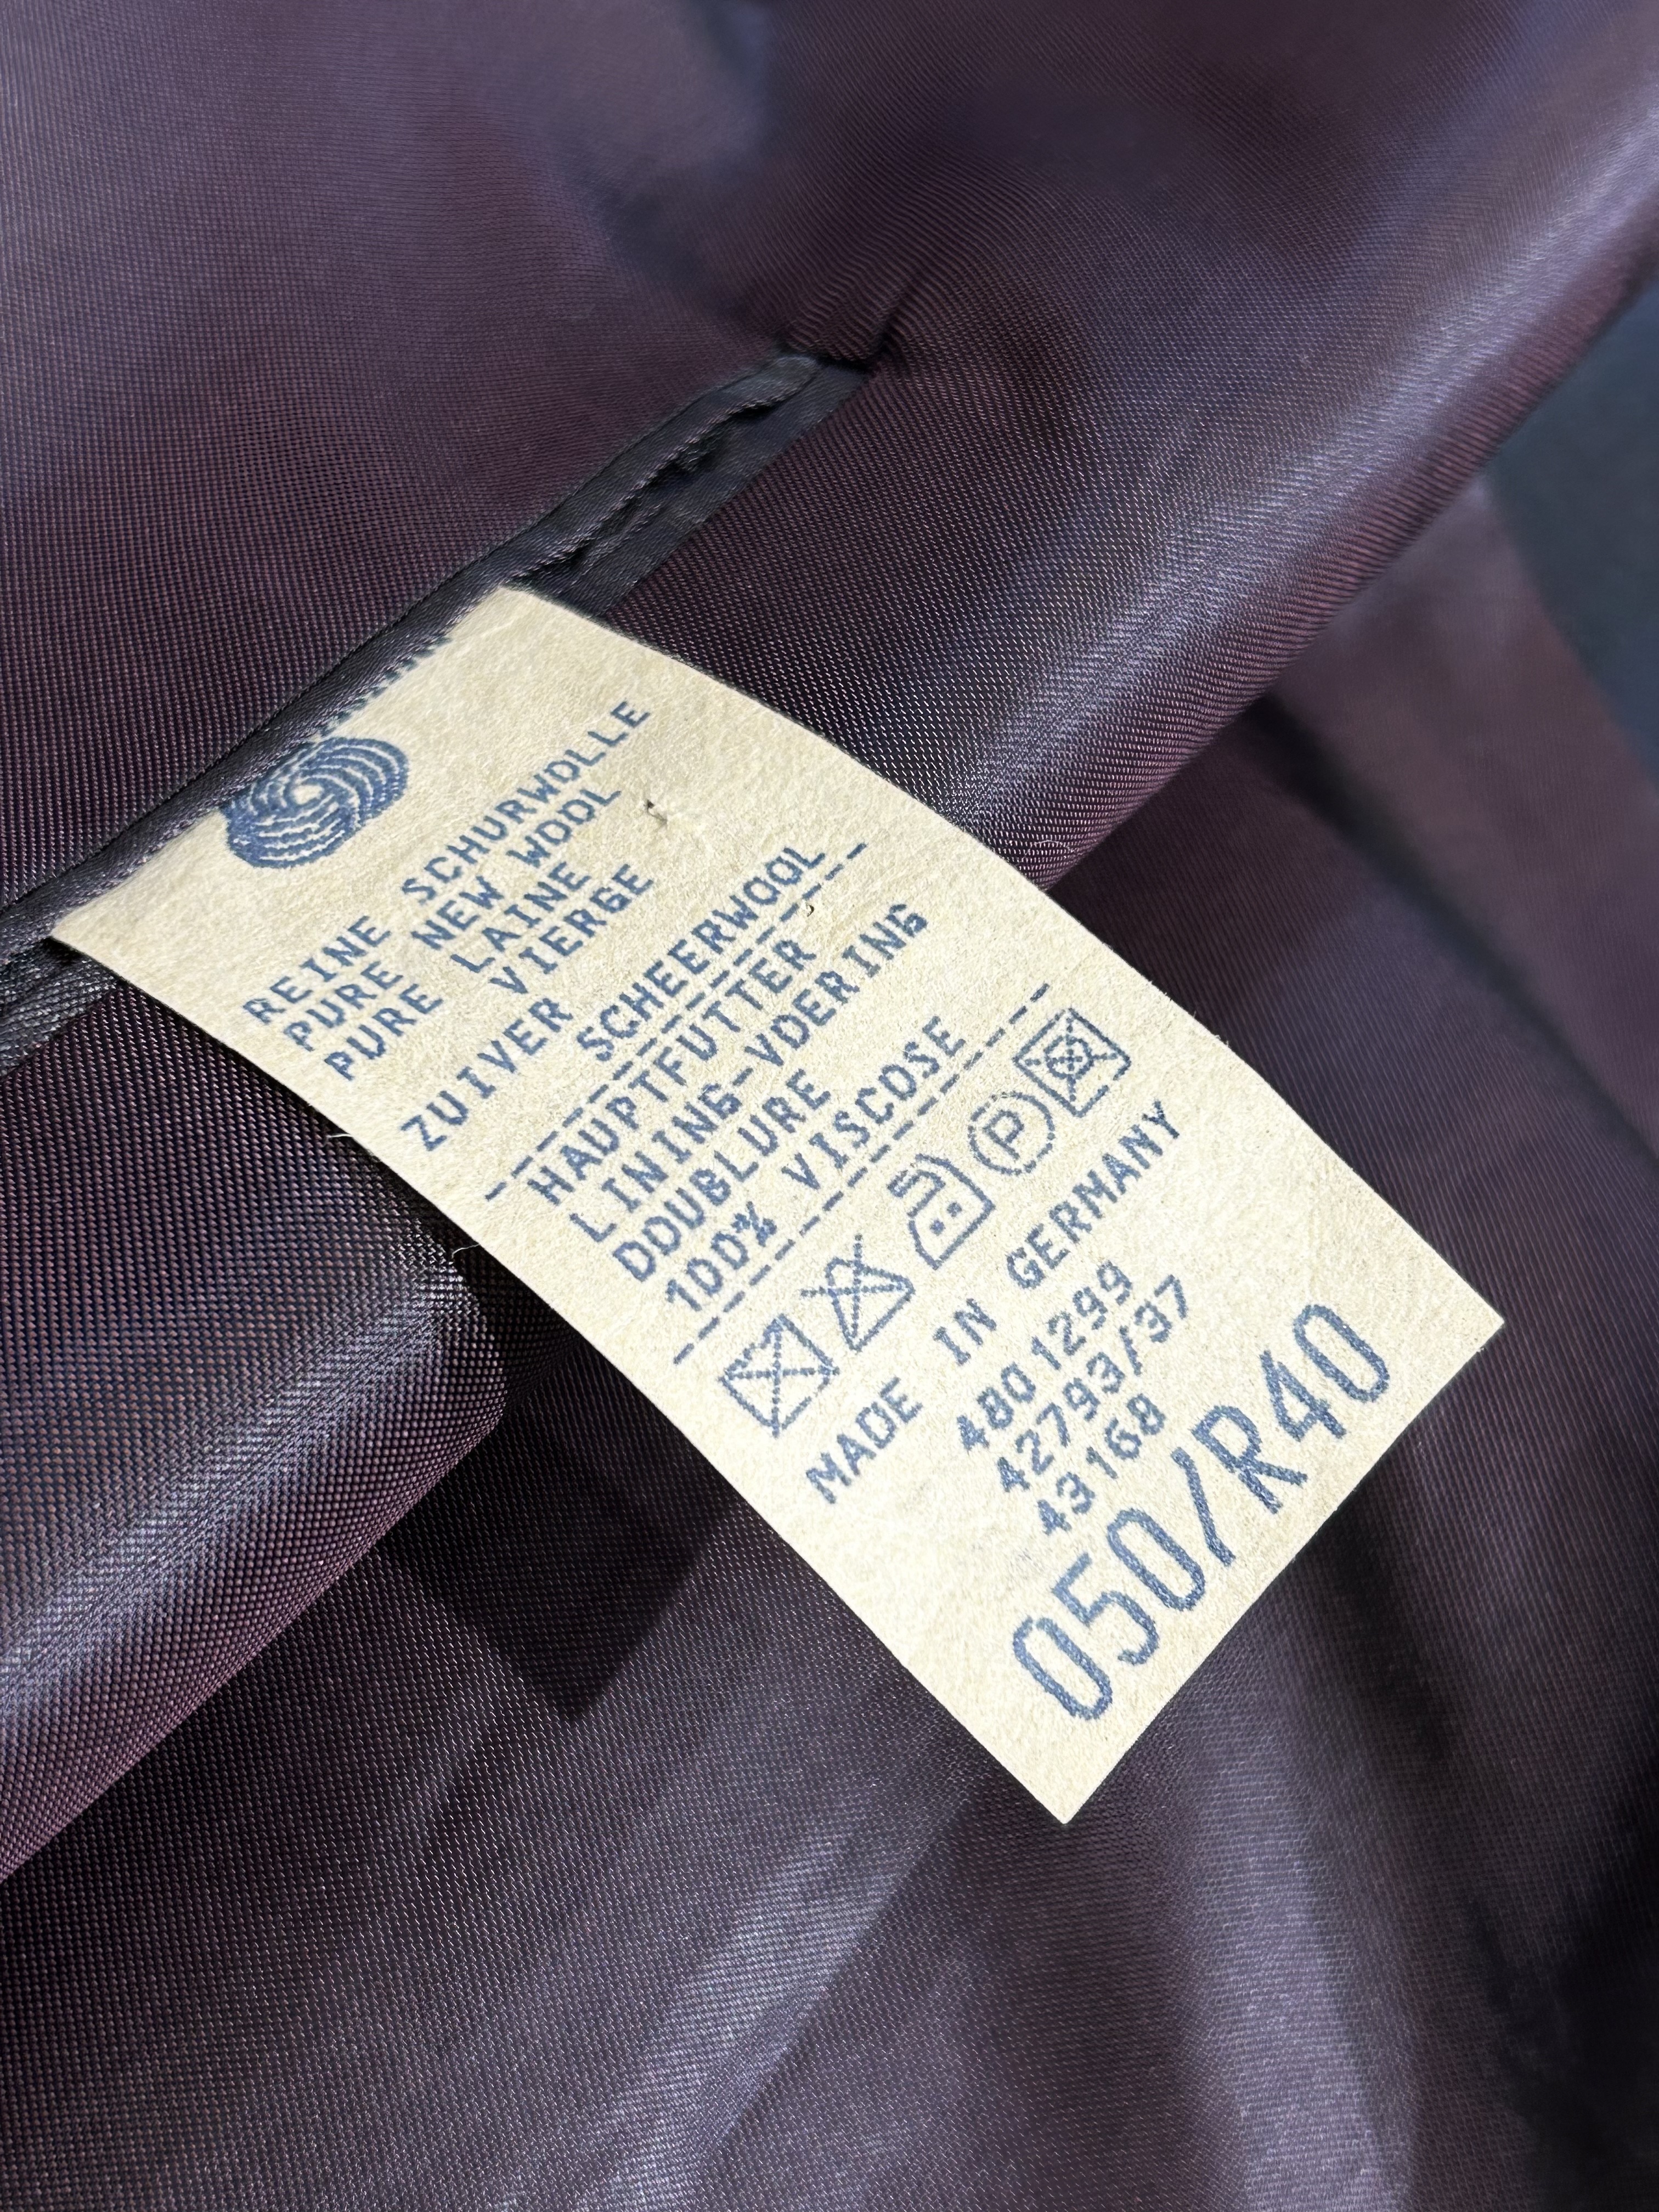 REINE SCHURWOLLE
PURE NEW WOOL
PURE LAINE VIERGE
ZUIVER SCHEERWOOL
HAUPTFUTTER
LINING-VOERING
DOUBLURE
100% VISCOSE
P
MADE IN GERMANY
4801299
42793/37
43168
050/R40